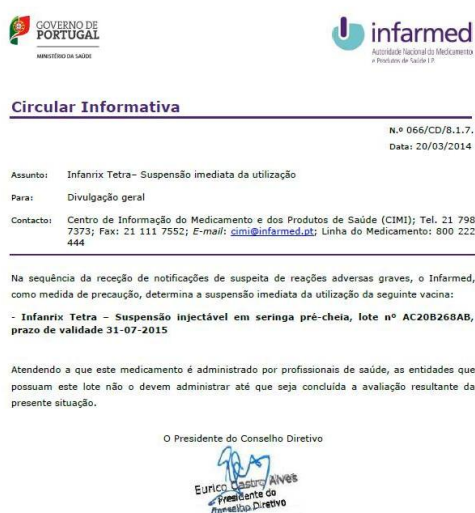 GOVERNO DE
PORTUGAL
MINISTÉRIO DA SAÚDE
infarmed
Autoridade Nacional do Medicamento
e Produtos de Saúde I.P.
Circular Informativa
N.º 066/CD/8.1.7.
Data: 20/03/2014
Assunto: Infanrix Tetra– Suspensão imediata da utilização
Para: Divulgação geral
Contacto: Centro de Informação do Medicamento e dos Produtos de Saúde (CIMI); Tel. 21 798
7373; Fax: 21 111 7552; E-mail: cimi@infarmed.pt; Linha do Medicamento: 800 222
444
Na sequência da receção de notificações de suspeita de reações adversas graves, o Infarmed,
como medida de precaução, determina a suspensão imediata da utilização da seguinte vacina:
- Infanrix Tetra – Suspensão injectável em seringa pré-cheia, lote nº AC20B268AB,
prazo de validade 31-07-2015
Atendendo a que este medicamento é administrado por profissionais de saúde, as entidades que
possuam este lote não o devem administrar até que seja concluída a avaliação resultante da
presente situação.
O Presidente do Conselho Diretivo
Eurico Castro Alves
Presidente do
Conselho Diretivo